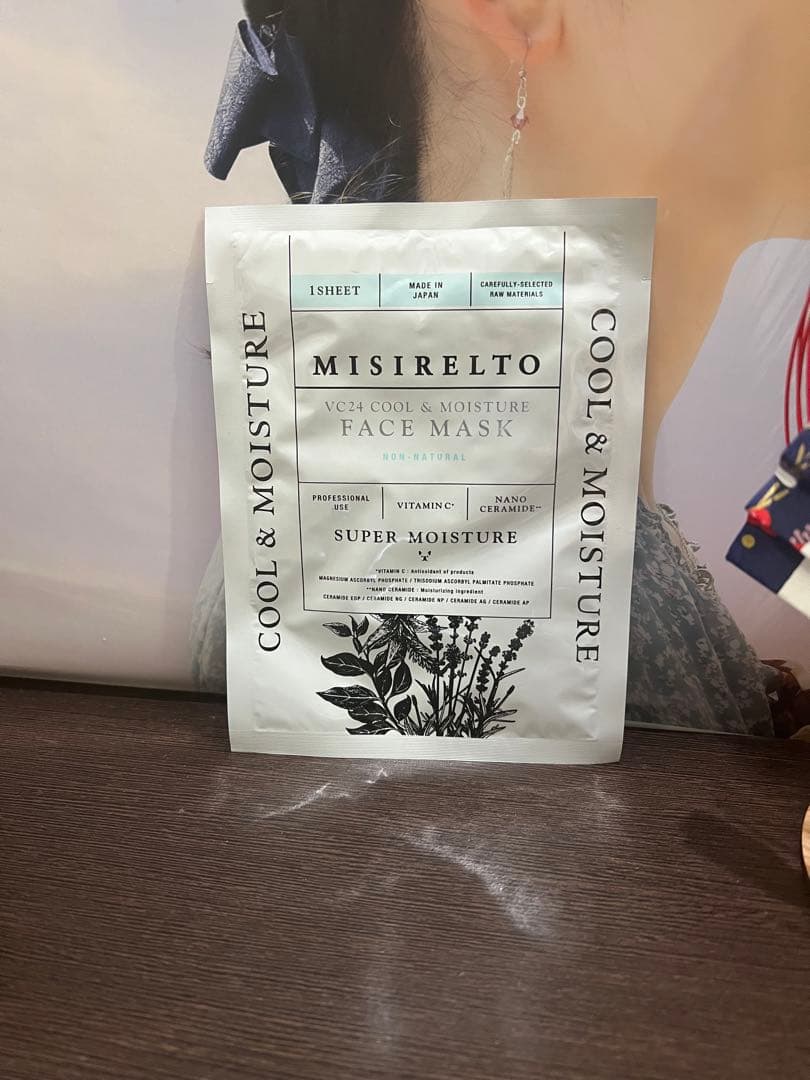 1SHEET
MADE IN
JAPAN
CAREFULLY-SELECTED
RAW MATERIALS
MISIRELTO
VC24 COOL & MOISTURE
FACE MASK
NON-NATURAL
PROFESSIONAL
USE
VITAMIN C*
NANO
CERAMIDE**
SUPER MOISTURE
*VITAMIN C : Antioxidant of products
MAGNESIUM ASCORBYL PHOSPHATE / TRISODIUM ASCORBYL PALMITATE PHOSPHATE
**NANO CERAMIDE : Moisturizing ingredient
CERAMIDE EOP / CERAMIDE NG / CERAMIDE NP / CERAMIDE AG / CERAMIDE AP
COOL & MOISTURE
COOL & MOISTURE